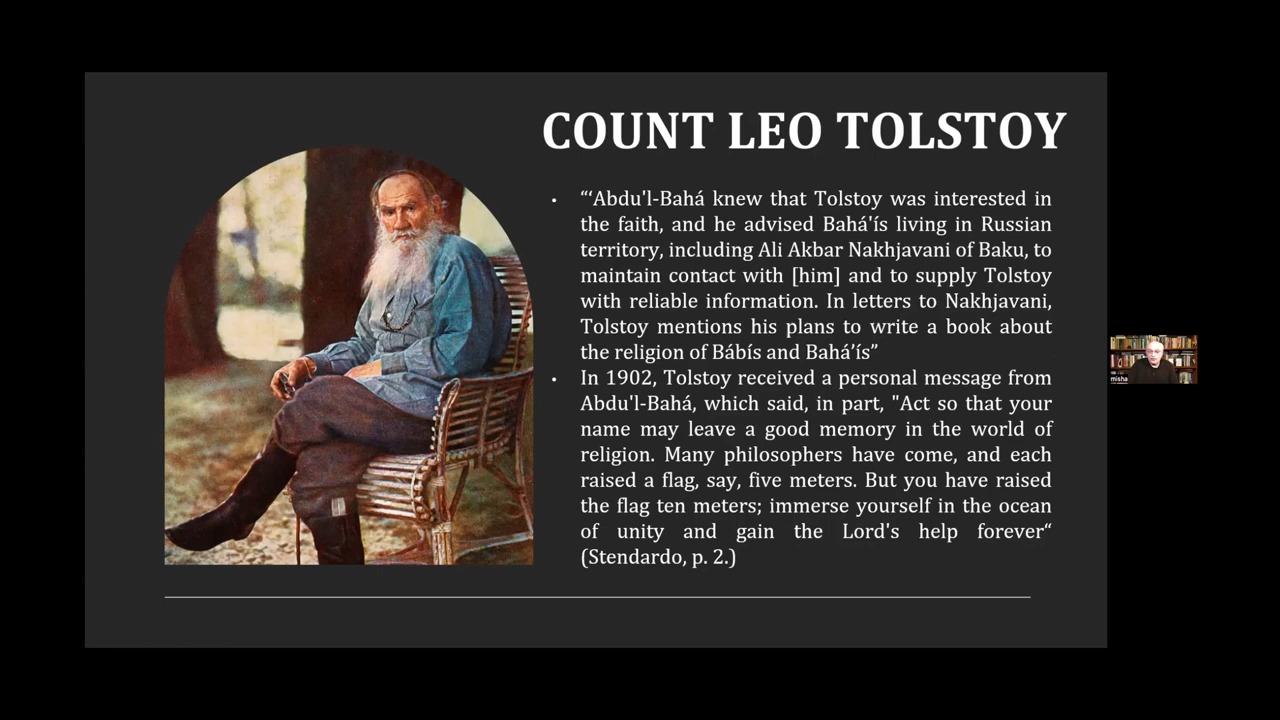 COUNT LEO TOLSTOY
• “‘Abdu'l-Bahá knew that Tolstoy was interested in
the faith, and he advised Bahá'ís living in Russian
territory, including Ali Akbar Nakhjavani of Baku, to
maintain contact with [him] and to supply Tolstoy
with reliable information. In letters to Nakhjavani,
Tolstoy mentions his plans to write a book about
the religion of Bábís and Bahá’ís”
• In 1902, Tolstoy received a personal message from
Abdu'l-Bahá, which said, in part, "Act so that your
name may leave a good memory in the world of
religion. Many philosophers have come, and each
raised a flag, say, five meters. But you have raised
the flag ten meters; immerse yourself in the ocean
of unity and gain the Lord's help forever“
(Stendardo, p. 2.)
misha